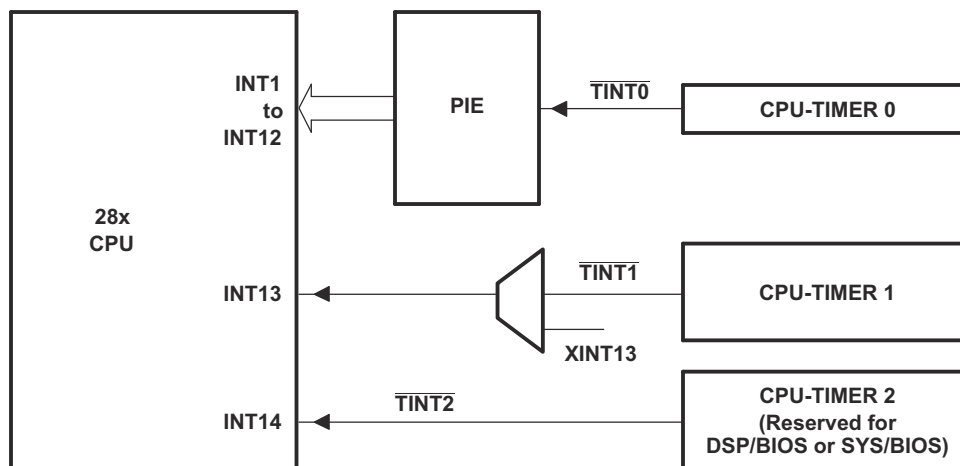 INT1
to
INT12
PIE
TINT0
CPU-TIMER 0
28x
CPU
INT13
TINT1
CPU-TIMER 1
XINT13
INT14
TINT2
CPU-TIMER 2
(Reserved for
DSP/BIOS or SYS/BIOS)